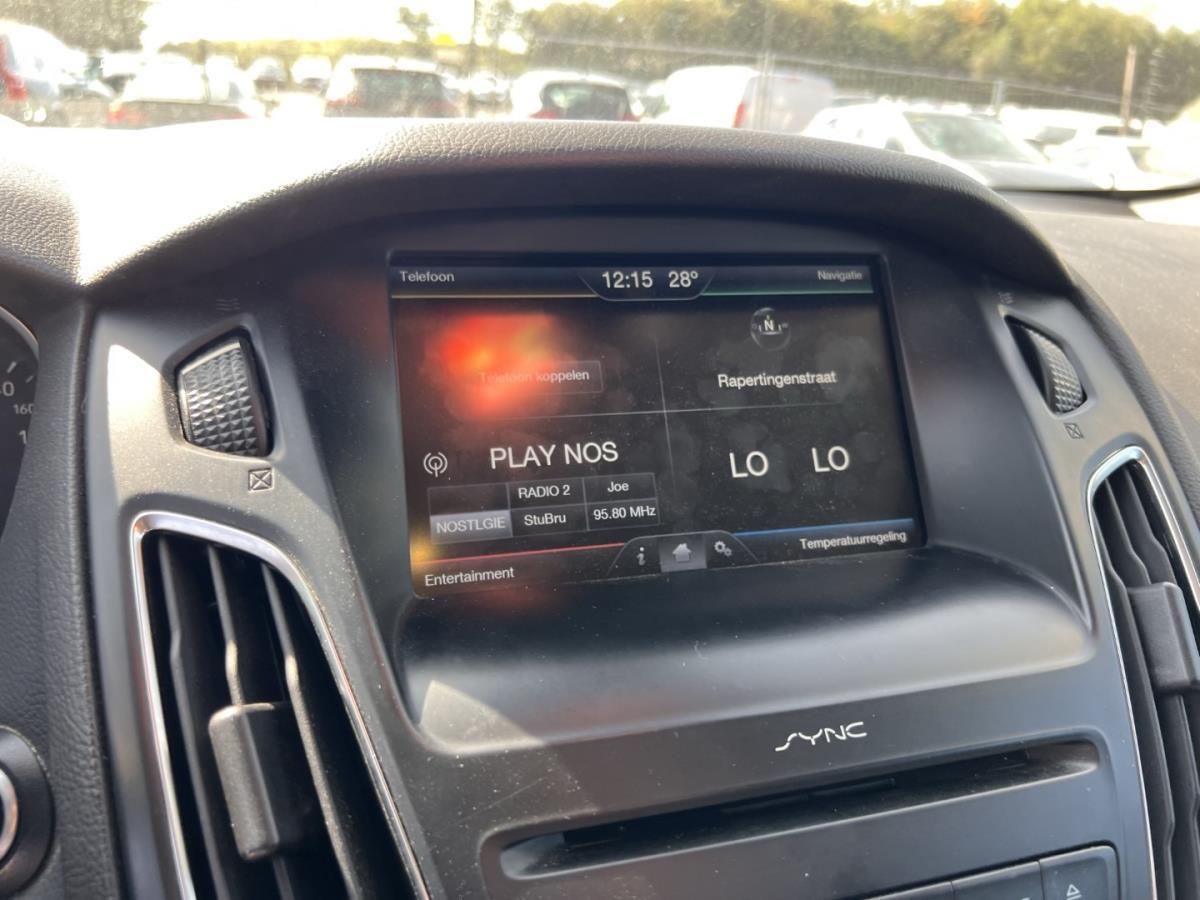 Telefoon 12:15 28° Navigatie
N
Telefoon koppelen
Rapertingenstraat
PLAY NOS
LO LO
RADIO 2 Joe
NOSTLGIE StuBru 95.80 MHz
Entertainment
Temperatuurregeling
SYNC
160